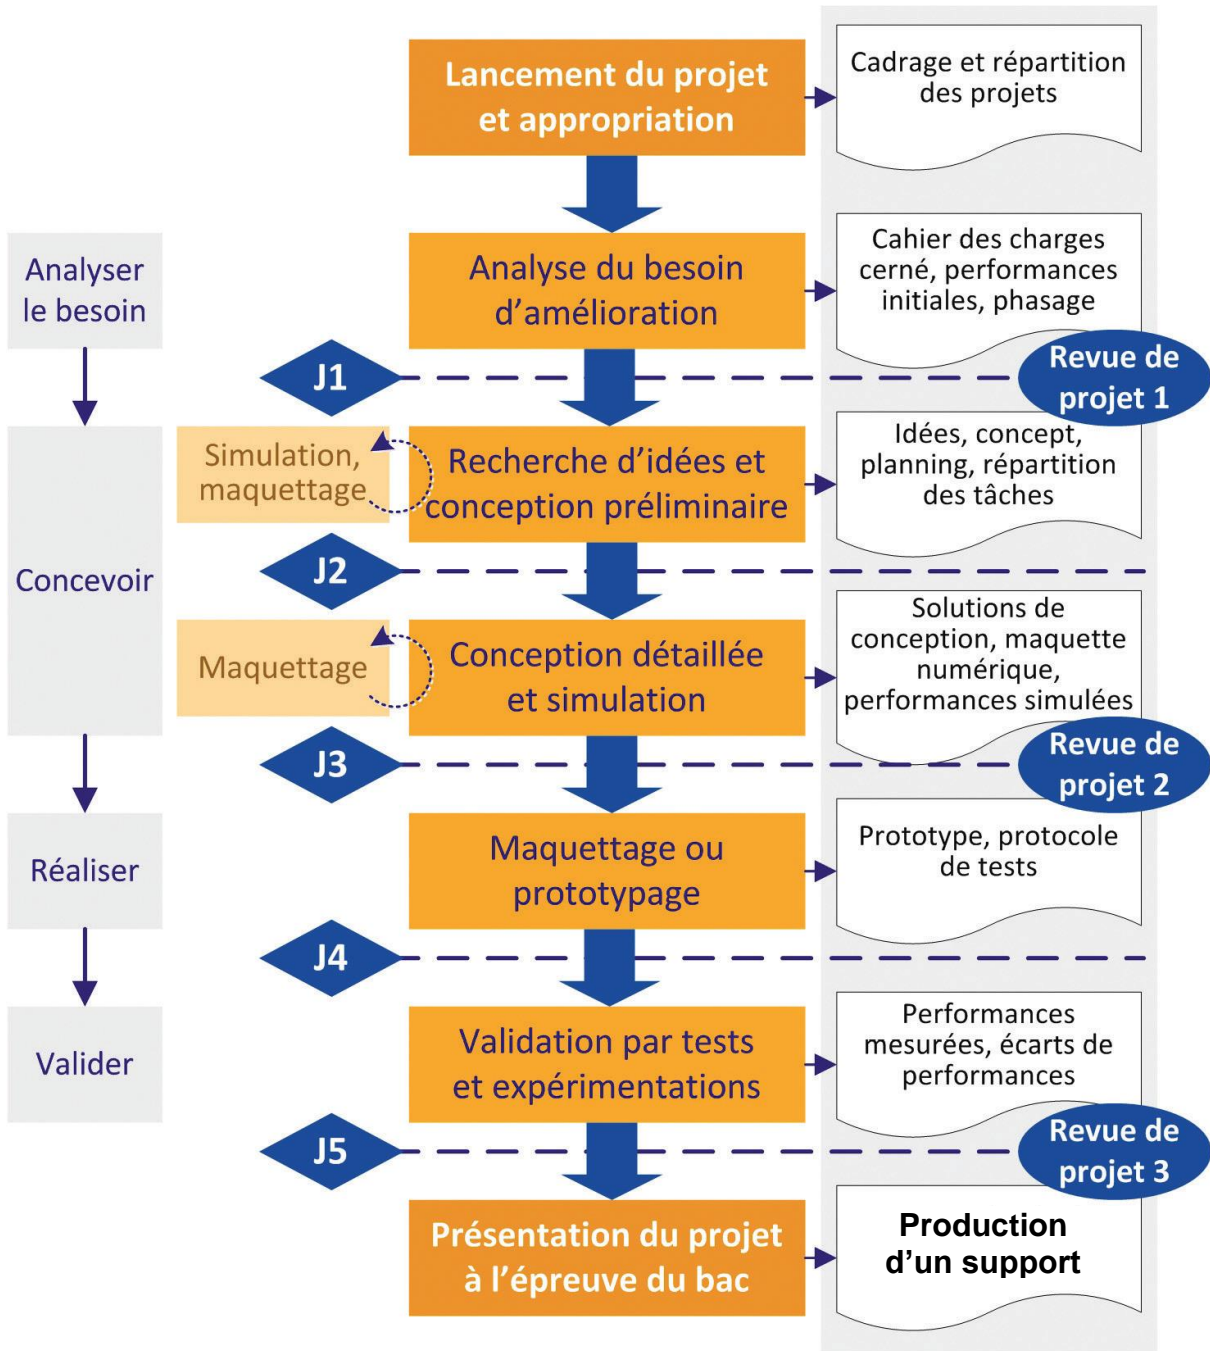 Lancement du projet
et appropriation
Cadrage et répartition
des projets
Analyser
le besoin
Analyse du besoin
d’amélioration
Cahier des charges
cerné, performances
initiales, phasage
J1
Revue de
projet 1
Concevoir
Simulation,
maquettage
Recherche d’idées et
conception préliminaire
Idées, concept,
planning, répartition
des tâches
J2
Maquettage
Conception détaillée
et simulation
Solutions de
conception, maquette
numérique,
performances simulées
J3
Revue de
projet 2
Réaliser
Maquettage ou
prototypage
Prototype, protocole
de tests
J4
Valider
Validation par tests
et expérimentations
Performances
mesurées, écarts de
performances
J5
Revue de
projet 3
Présentation du projet
à l’épreuve du bac
Production
d’un support